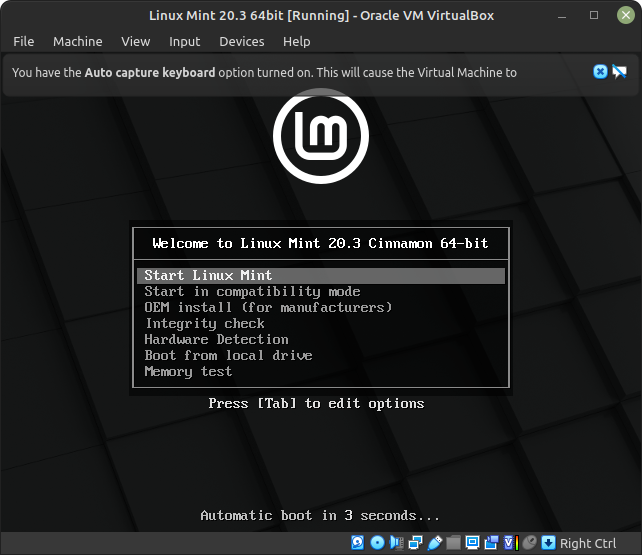 Linux Mint 20.3 64bit [Running] - Oracle VM VirtualBox
File Machine View Input Devices Help
You have the Auto capture keyboard option turned on. This will cause the Virtual Machine to
Welcome to Linux Mint 20.3 Cinnamon 64-bit
Start Linux Mint
Start in compatibility mode
OEM install (for manufacturers)
Integrity check
Hardware Detection
Boot from local drive
Memory test
Press [Tab] to edit options
Automatic boot in 3 seconds...
Right Ctrl